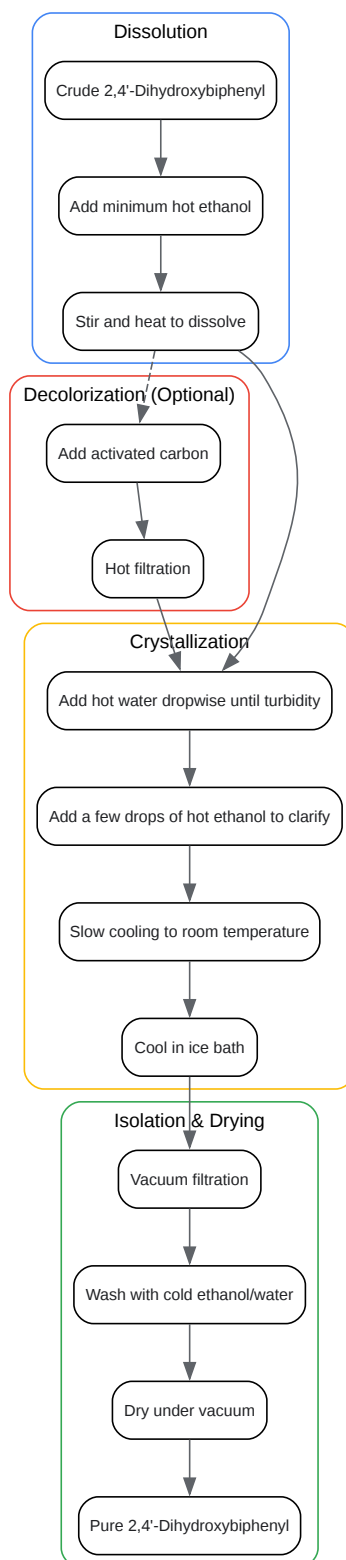 Dissolution
Crude 2,4'-Dihydroxybiphenyl
Add minimum hot ethanol
Stir and heat to dissolve
Decolorization (Optional)
Add activated carbon
Hot filtration
Crystallization
Add hot water dropwise until turbidity
Add a few drops of hot ethanol to clarify
Slow cooling to room temperature
Cool in ice bath
Isolation & Drying
Vacuum filtration
Wash with cold ethanol/water
Dry under vacuum
Pure 2,4'-Dihydroxybiphenyl